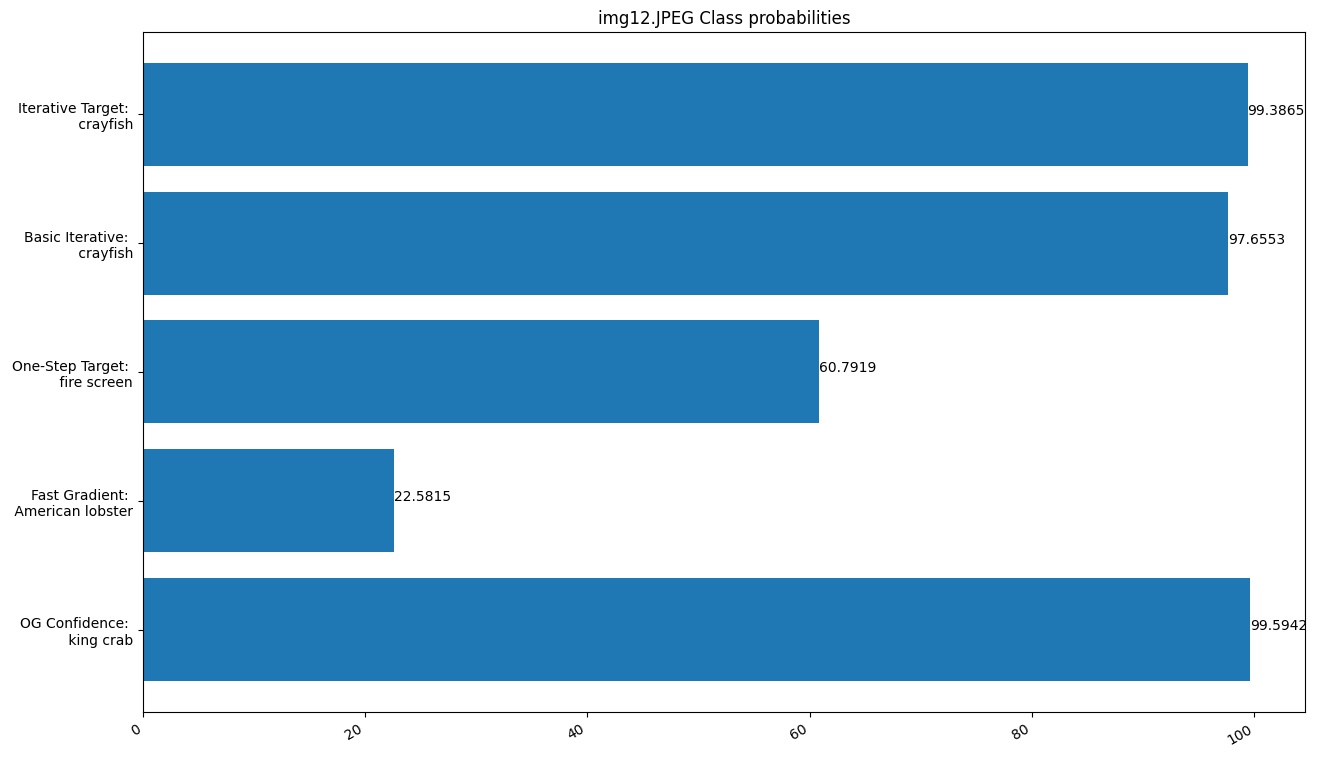 img12.JPEG Class probabilities
Iterative Target:
crayfish
99.3865
Basic Iterative:
crayfish
97.6553
One-Step Target:
fire screen
60.7919
Fast Gradient:
American lobster
22.5815
OG Confidence:
king crab
99.5942
0
20
40
60
80
100